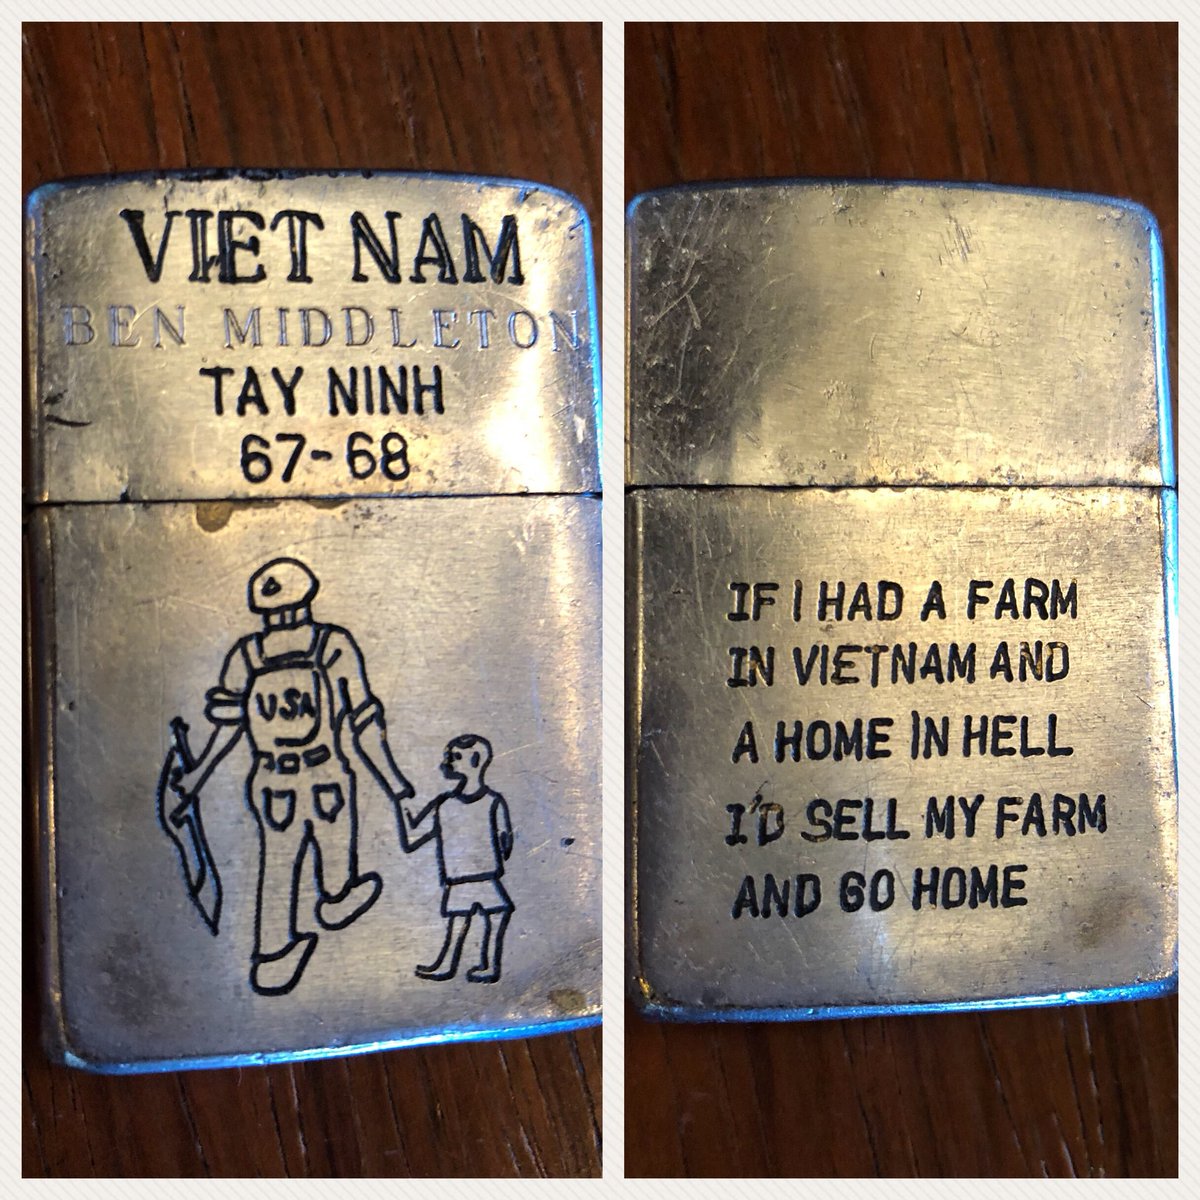 VIET NAM
BEN MIDDLETON
TAY NINH
67-68
USA
IF I HAD A FARM
IN VIETNAM AND
A HOME IN HELL
I'D SELL MY FARM
AND GO HOME